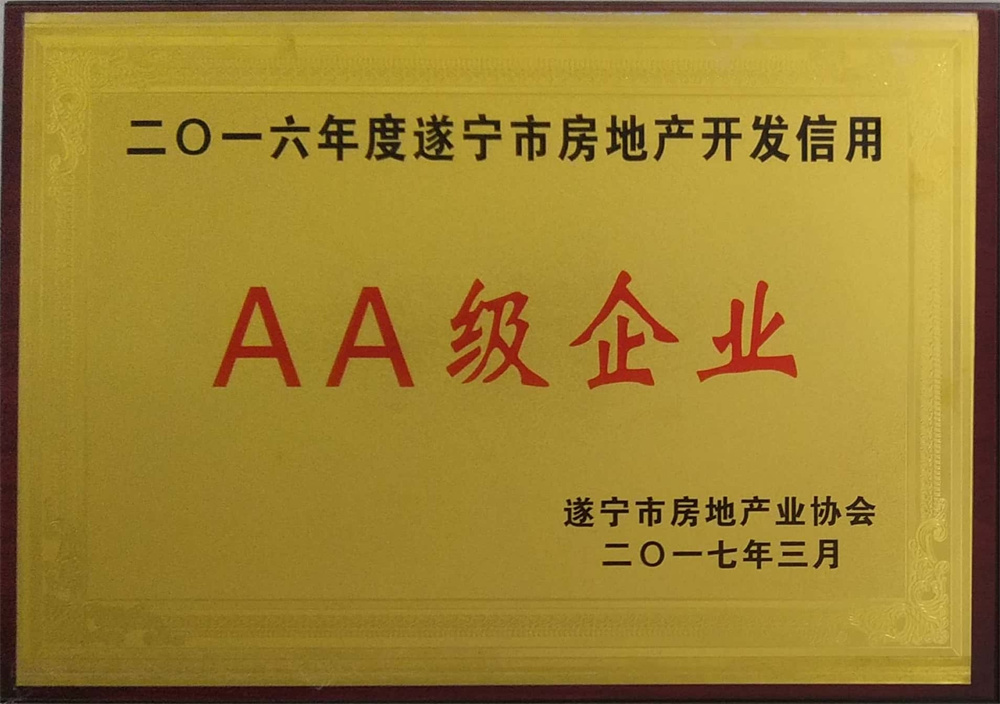 二〇一六年度遂宁市房地产开发信用
AA级企业
遂宁市房地产业协会
二〇一七年三月